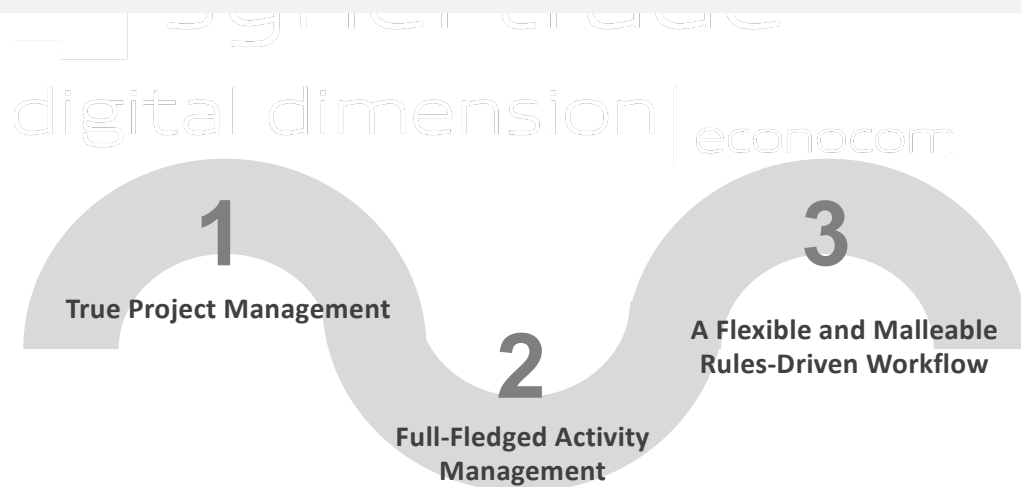 digital dimension
econocom
1
True Project Management
2
Full-Fledged Activity
Management
3
A Flexible and Malleable
Rules-Driven Workflow